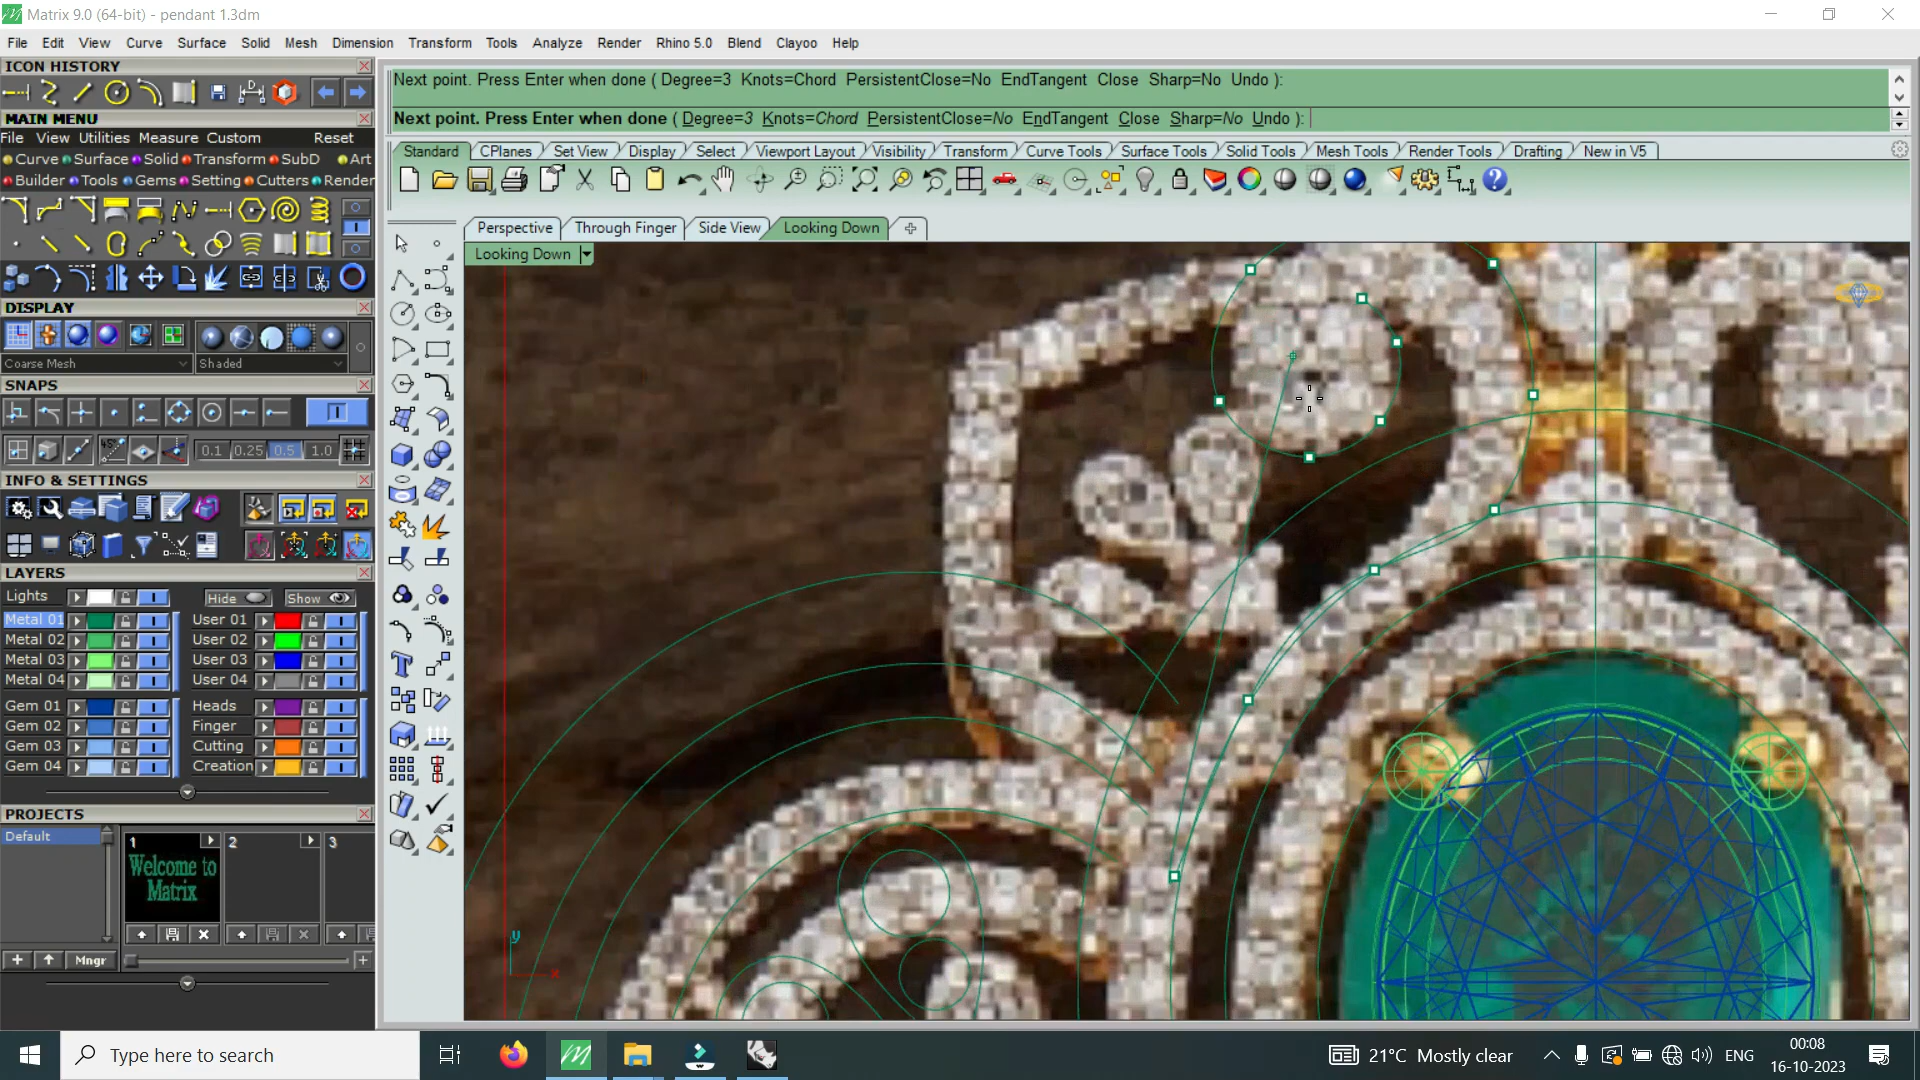 Matrix 9.0 (64-bit) - pendant 1.3dm
File Edit View Curve Surface Solid Mesh Dimension Transform Tools Analyze Render Rhino 5.0 Blend Clayoo Help
ICON HISTORY
MAIN MENU
File View Utilities Measure Custom Reset
Curve Surface Solid Transform SubD Art
Builder Tools Gems Setting Cutters Render
DISPLAY
Coarse Mesh Shaded
SNAPS
0.1 0.25 0.5 1.0
INFO & SETTINGS
LAYERS
Lights Hide Show
Metal 01 User 01
Metal 02 User 02
Metal 03 User 03
Metal 04 User 04
Gem 01 Heads
Gem 02 Finger
Gem 03 Cutting
Gem 04 Creation
PROJECTS
Default 1 2 3
Welcome to
Matrix
Mngr
Next point. Press Enter when done ( Degree=3 Knots=Chord PersistentClose=No EndTangent Close Sharp=No Undo ):
Next point. Press Enter when done ( Degree=3 Knots=Chord PersistentClose=No EndTangent Close Sharp=No Undo ):
Standard CPlanes Set View Display Select Viewport Layout Visibility Transform Curve Tools Surface Tools Solid Tools Mesh Tools Render Tools Drafting New in V5
Perspective Through Finger Side View Looking Down
Looking Down
y
x
Type here to search
21°C Mostly clear
ENG
00:08
16-10-2023